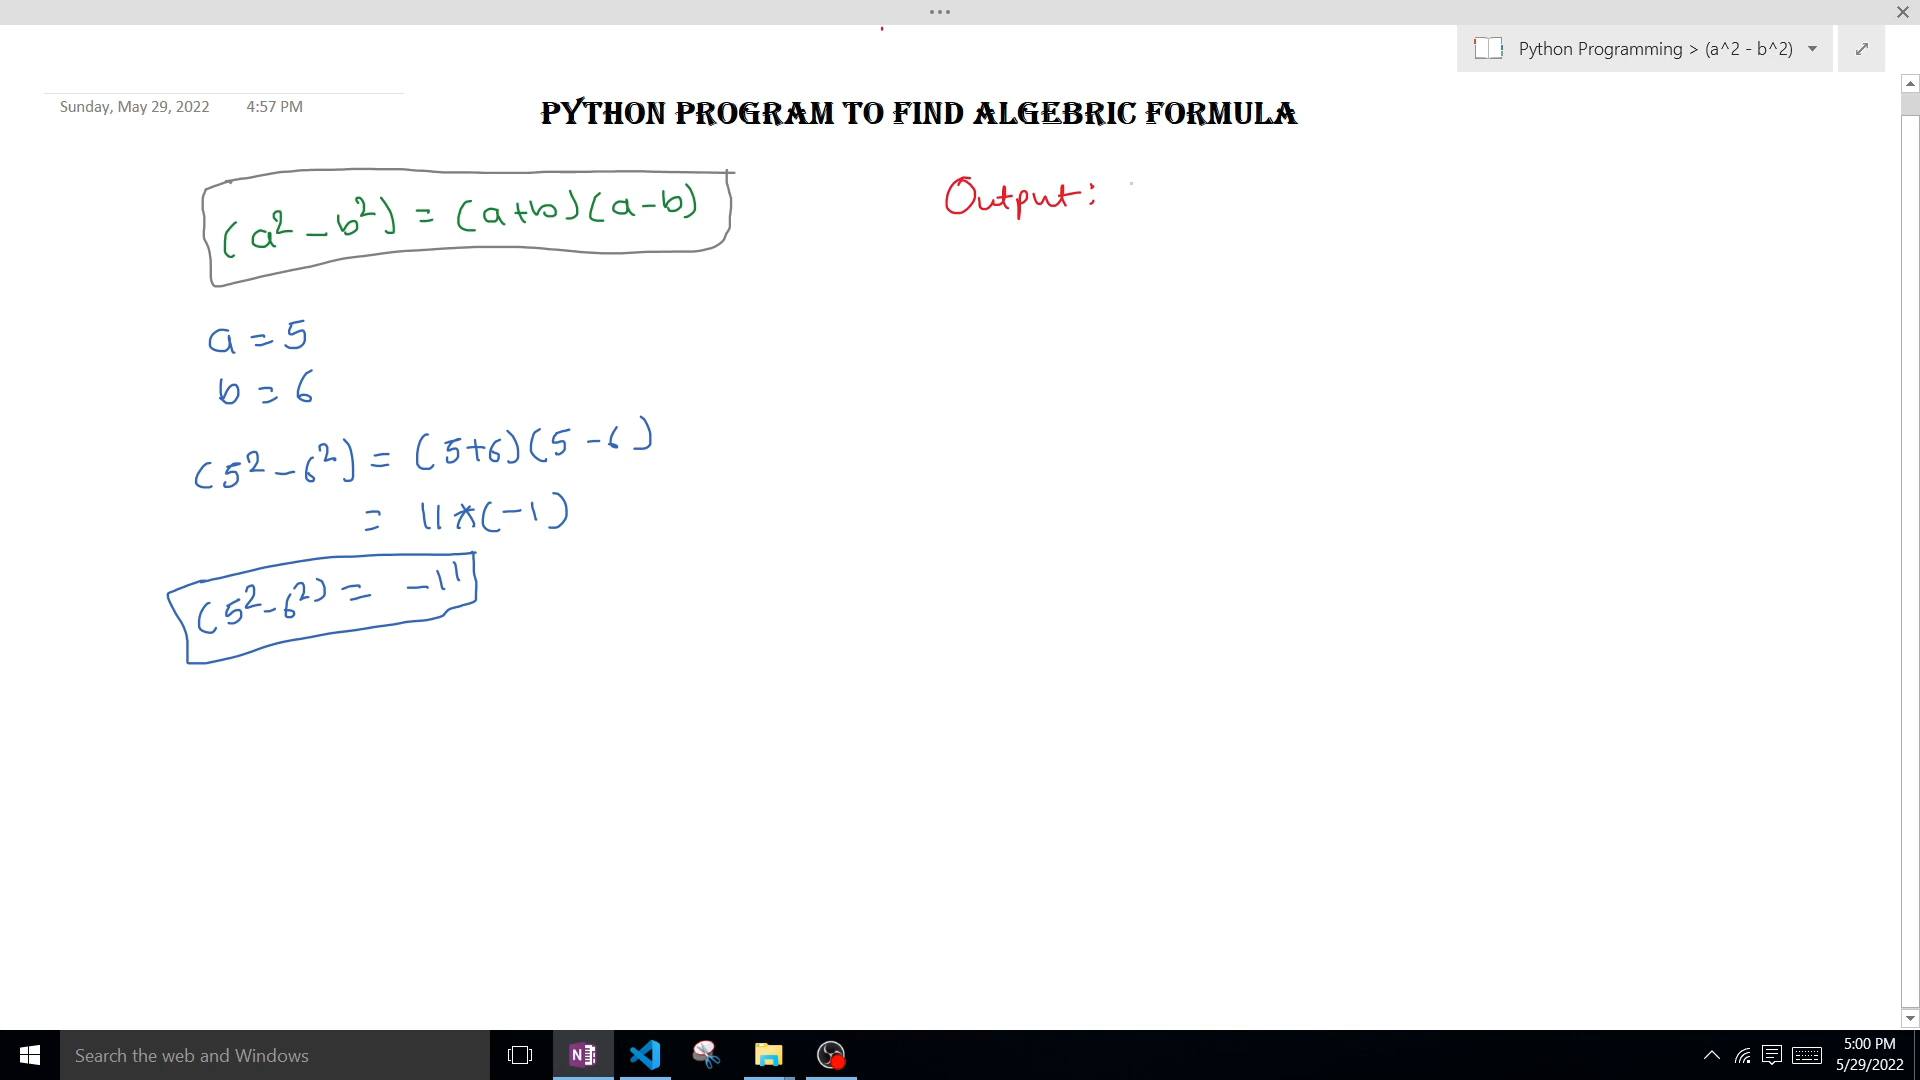 Python Programming > (a^2 - b^2)
Sunday, May 29, 2022 4:57 PM
PYTHON PROGRAM TO FIND ALGEBRIC FORMULA
(a² - b²) = (a+b)(a-b)
Output:
a = 5
b = 6
(5² - 6²) = (5+6)(5-6)
= 11*(-1)
(5² - 6²) = -11
Search the web and Windows
N
5:00 PM
5/29/2022